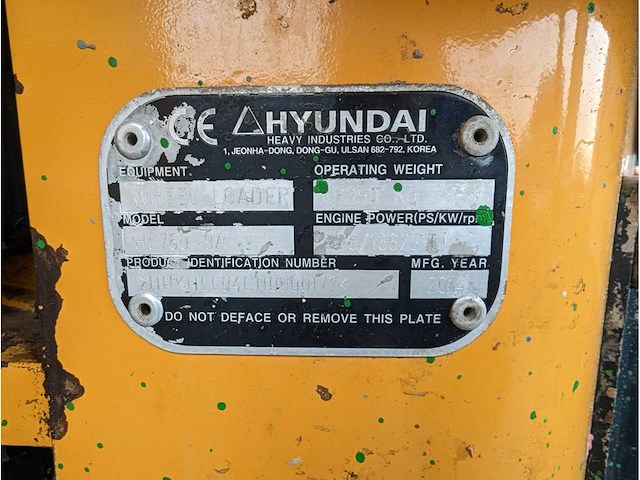 CE HYUNDAI
HEAVY INDUSTRIES CO., LTD.
1, JEONHA-DONG, DONG-GU, ULSAN 682-792, KOREA
EQUIPMENT OPERATING WEIGHT
WHEEL LOADER
MODEL ENGINE POWER(PS/KW/rpm)
PRODUCT IDENTIFICATION NUMBER MFG. YEAR
DO NOT DEFACE OR REMOVE THIS PLATE